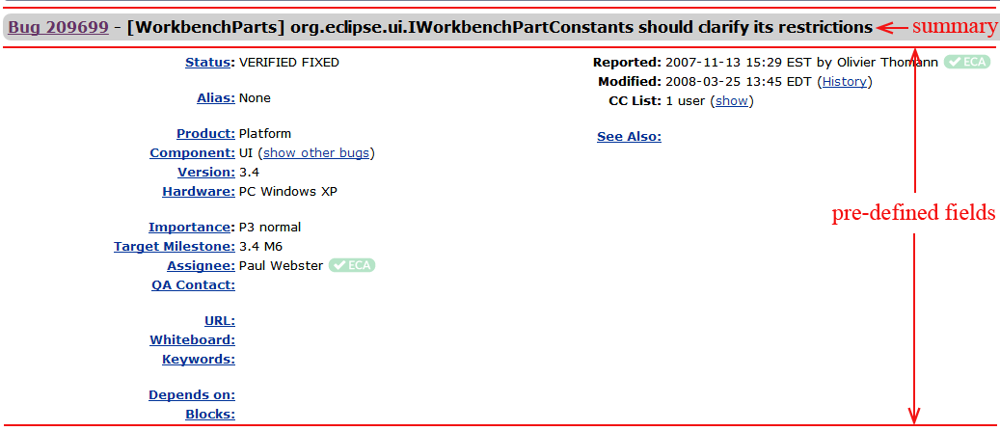 Bug 209699 - [WorkbenchParts] org.eclipse.ui.IWorkbenchPartConstants should clarify its restrictions
summary
Status: VERIFIED FIXED
Alias: None
Product: Platform
Component: UI (show other bugs)
Version: 3.4
Hardware: PC Windows XP
Importance: P3 normal
Target Milestone: 3.4 M6
Assignee: Paul Webster ECA
QA Contact:
URL:
Whiteboard:
Keywords:
Depends on:
Blocks:
Reported: 2007-11-13 15:29 EST by Olivier Thomann ECA
Modified: 2008-03-25 13:45 EDT (History)
CC List: 1 user (show)
See Also:
pre-defined fields